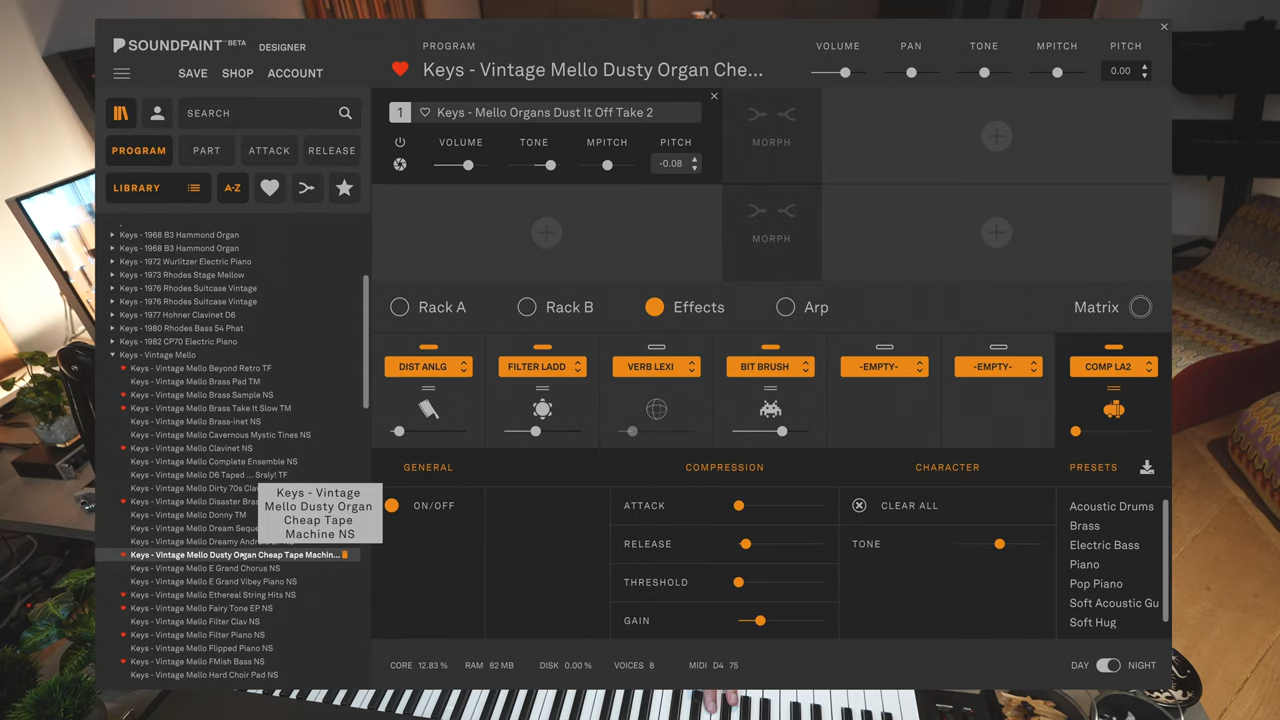 SOUNDPAINT BETA DESIGNER
SAVE SHOP ACCOUNT
PROGRAM
Keys - Vintage Mello Dusty Organ Che...
VOLUME PAN TONE MPITCH PITCH
0.00
SEARCH
PROGRAM PART ATTACK RELEASE
LIBRARY A-Z
Keys - 1968 B3 Hammond Organ
Keys - 1968 B3 Hammond Organ
Keys - 1972 Wurlitzer Electric Piano
Keys - 1973 Rhodes Stage Mellow
Keys - 1976 Rhodes Suitcase Vintage
Keys - 1976 Rhodes Suitcase Vintage
Keys - 1977 Hohner Clavinet D6
Keys - 1980 Rhodes Bass 54 Phat
Keys - 1982 CP70 Electric Piano
Keys - Vintage Mello
Keys - Vintage Mello Beyond Retro TF
Keys - Vintage Mello Brass Pad TM
Keys - Vintage Mello Brass Sample NS
Keys - Vintage Mello Brass Take It Slow TM
Keys - Vintage Mello Brass-inet NS
Keys - Vintage Mello Cavernous Mystic Tines NS
Keys - Vintage Mello Clavinet NS
Keys - Vintage Mello Complete Ensemble NS
Keys - Vintage Mello D6 Taped ... Srsly! TF
Keys - Vintage Mello Dirty 70s Cla
Keys - Vintage Mello Disaster Bra
Keys - Vintage Mello Donny TM
Keys - Vintage Mello Dream Seque
Keys - Vintage Mello Dreamy Andr
Keys - Vintage Mello Dusty Organ Cheap Tape Machin...
Keys - Vintage Mello E Grand Chorus NS
Keys - Vintage Mello E Grand Vibey Piano NS
Keys - Vintage Mello Ethereal String Hits NS
Keys - Vintage Mello Fairy Tone EP NS
Keys - Vintage Mello Filter Clav NS
Keys - Vintage Mello Filter Piano NS
Keys - Vintage Mello Flipped Piano NS
Keys - Vintage Mello FMish Bass NS
Keys - Vintage Mello Hard Choir Pad NS
Keys - Vintage
Mello Dusty Organ
Cheap Tape
Machine NS
1 Keys - Mello Organs Dust It Off Take 2
VOLUME TONE MPITCH PITCH
-0.08
MORPH
MORPH
Rack A Rack B Effects Arp Matrix
DIST ANLG FILTER LADD VERB LEXI BIT BRUSH -EMPTY- -EMPTY- COMP LA2
GENERAL COMPRESSION CHARACTER PRESETS
ON/OFF
ATTACK
RELEASE
THRESHOLD
GAIN
CLEAR ALL
TONE
Acoustic Drums
Brass
Electric Bass
Piano
Pop Piano
Soft Acoustic Gu
Soft Hug
CORE 12.83 % RAM 82 MB DISK 0.00 % VOICES 8 MIDI D4 75
DAY NIGHT